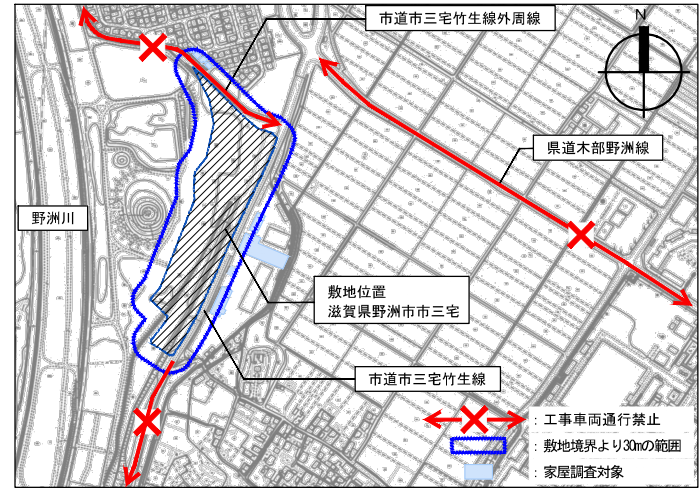 市道市三宅竹生線外周線
N
県道木部野洲線
野洲川
敷地位置
滋賀県野洲市市三宅
市道市三宅竹生線
：工事車両通行禁止
：敷地境界より30mの範囲
：家屋調査対象